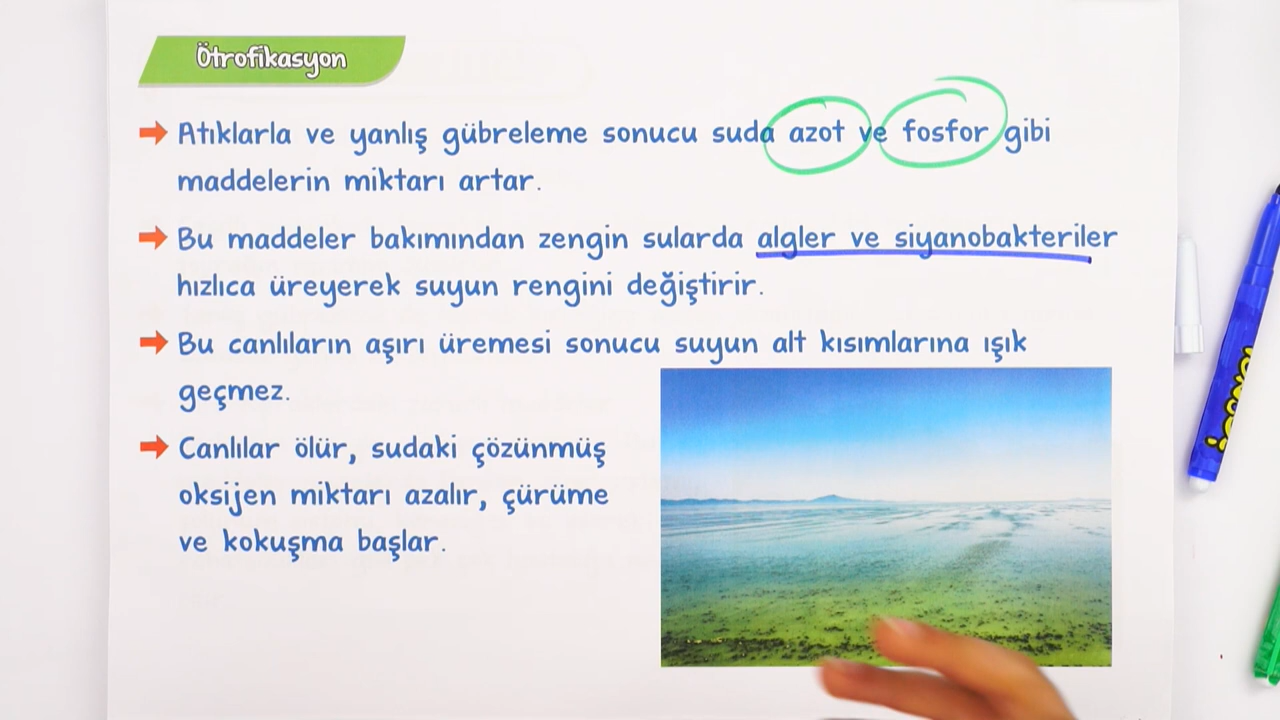 Ötrofikasyon
Atıklarla ve yanlış gübreleme sonucu suda azot ve fosfor gibi
maddelerin miktarı artar.
Bu maddeler bakımından zengin sularda algler ve siyanobakteriler
hızlıca üreyerek suyun rengini değiştirir.
Bu canlıların aşırı üremesi sonucu suyun alt kısımlarına ışık
geçmez.
Canlılar ölür, sudaki çözünmüş
oksijen miktarı azalır, çürüme
ve kokuşma başlar.